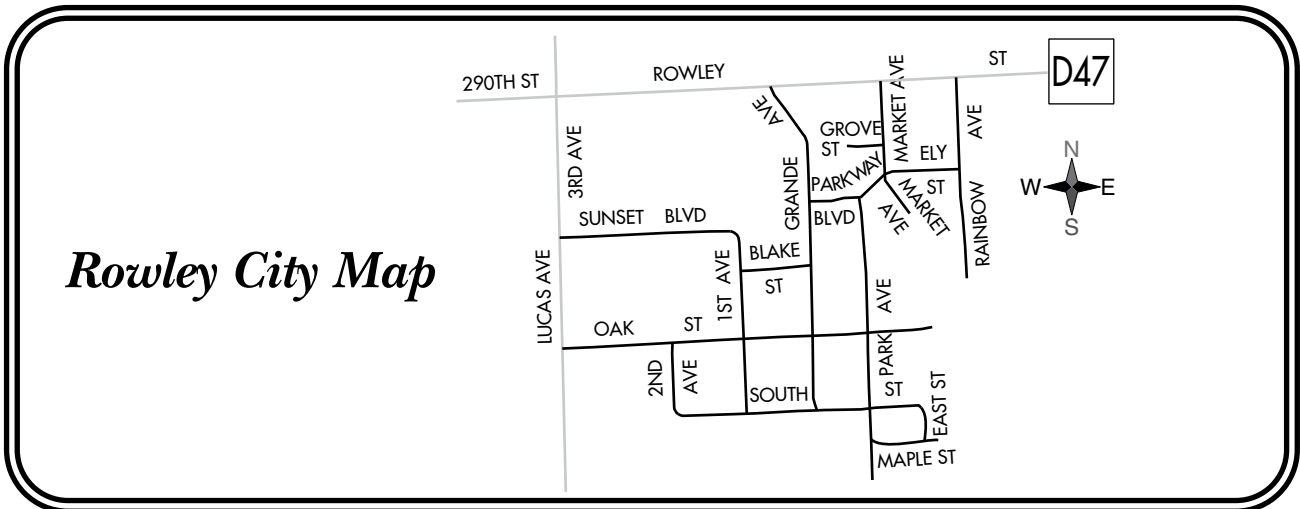 D47
290TH ST
ROWLEY
ST
AVE
GROVE
ST
MARKET AVE
AVE
3RD AVE
GRANDE
PARKWAY
BLVD
ELY
ST
MARKET
AVE
RAINBOW
N
W
E
S
SUNSET BLVD
BLAKE
ST
1ST AVE
Rowley City Map
LUCAS AVE
OAK ST
AVE
PARK
2ND
AVE
SOUTH
ST
EAST ST
MAPLE ST